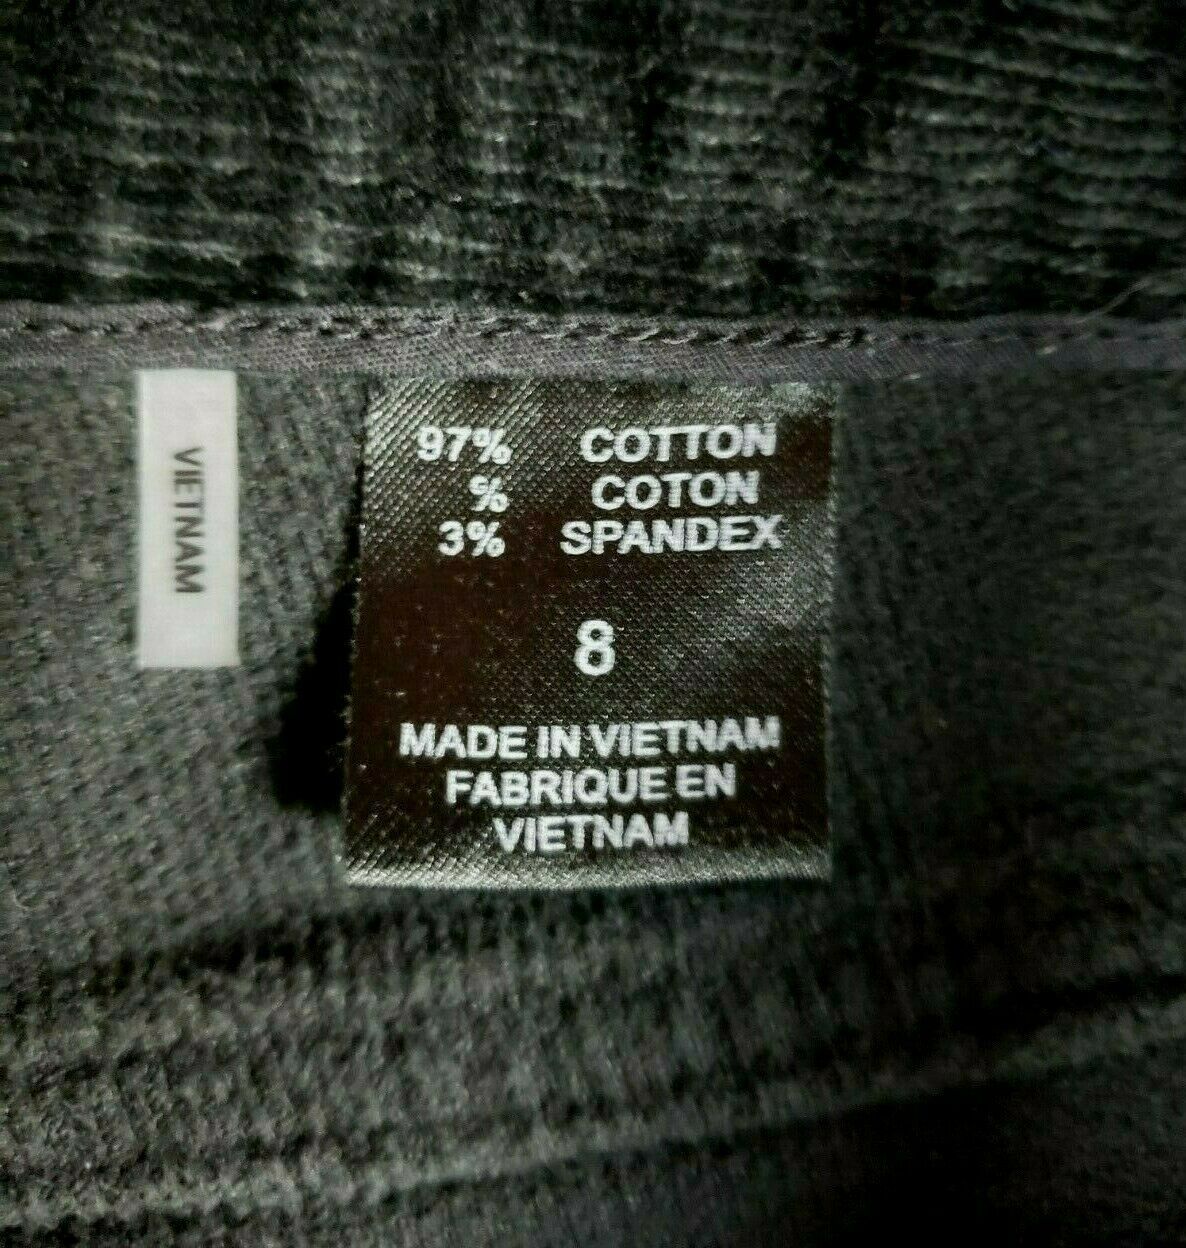 VIETNAM
97% COTTON
% COTON
3% SPANDEX
8
MADE IN VIETNAM
FABRIQUE EN
VIETNAM